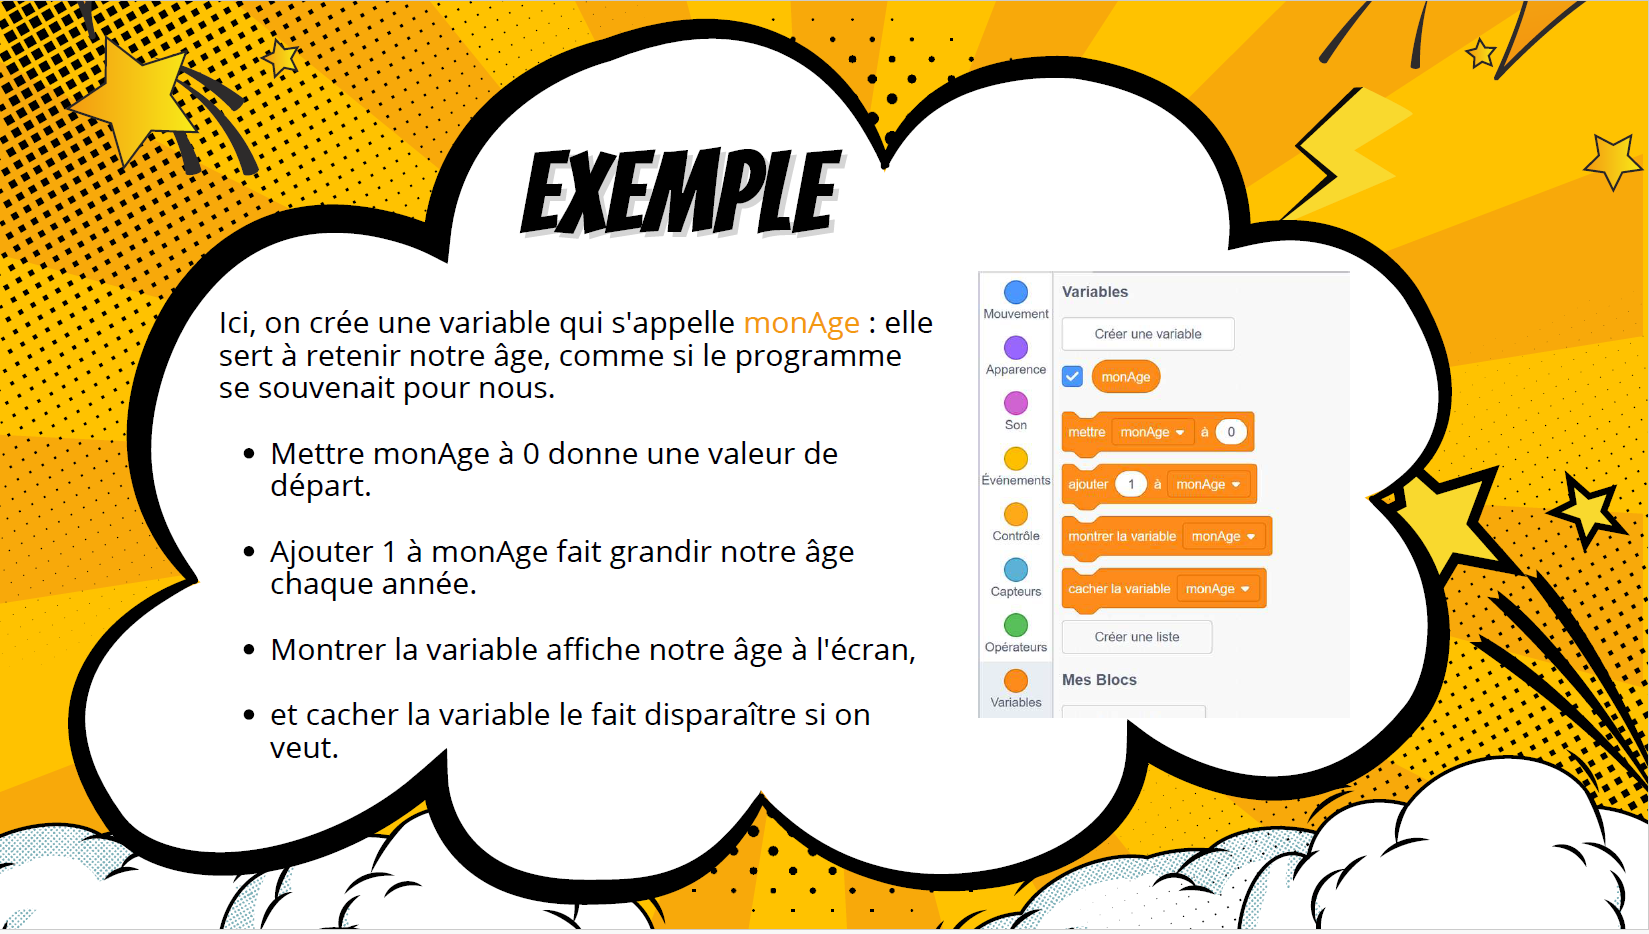 EXEMPLE
Ici, on crée une variable qui s'appelle monAge : elle
sert à retenir notre âge, comme si le programme
se souvenait pour nous.
• Mettre monAge à 0 donne une valeur de
départ.
• Ajouter 1 à monAge fait grandir notre âge
chaque année.
• Montrer la variable affiche notre âge à l'écran,
• et cacher la variable le fait disparaître si on
veut.
Mouvement
Apparence
Son
Événements
Contrôle
Capteurs
Opérateurs
Variables
Variables
Créer une variable
monAge
mettre monAge à 0
ajouter 1 à monAge
montrer la variable monAge
cacher la variable monAge
Créer une liste
Mes Blocs